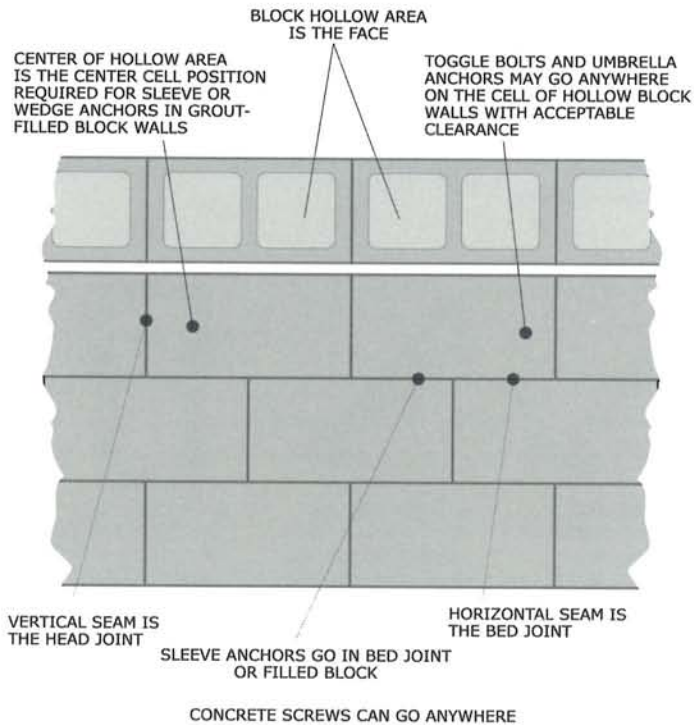 BLOCK HOLLOW AREA
IS THE FACE
CENTER OF HOLLOW AREA
IS THE CENTER CELL POSITION
REQUIRED FOR SLEEVE OR
WEDGE ANCHORS IN GROUT-
FILLED BLOCK WALLS
TOGGLE BOLTS AND UMBRELLA
ANCHORS MAY GO ANYWHERE
ON THE CELL OF HOLLOW BLOCK
WALLS WITH ACCEPTABLE
CLEARANCE
VERTICAL SEAM IS
THE HEAD JOINT
SLEEVE ANCHORS GO IN BED JOINT
OR FILLED BLOCK
HORIZONTAL SEAM IS
THE BED JOINT
CONCRETE SCREWS CAN GO ANYWHERE